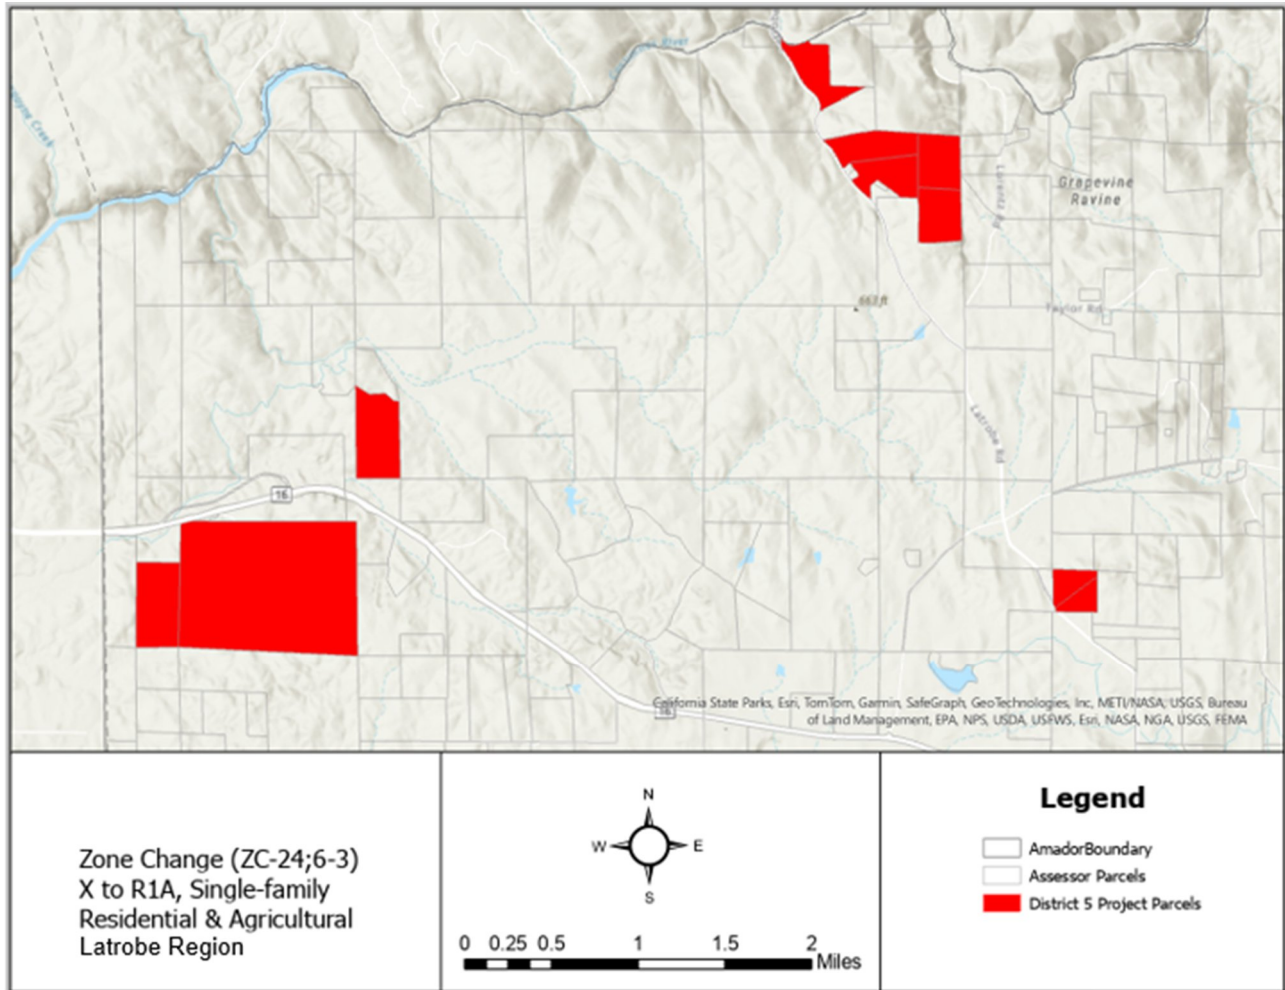 River
Grapevine
Ravine
661 ft
Taylor Rd
Latrobe Rd
16
16
California State Parks, Esri, TomTom, Garmin, SafeGraph, GeoTechnologies, Inc, METI/NASA, USGS, Bureau
of Land Management, EPA, NPS, USDA, USFWS, Esri, NASA, NGA, USGS, FEMA
Zone Change (ZC-24;6-3)
X to R1A, Single-family
Residential & Agricultural
Latrobe Region
N
W E
S
0 0.25 0.5 1 1.5 2
Miles
Legend
AmadorBoundary
Assessor Parcels
District 5 Project Parcels